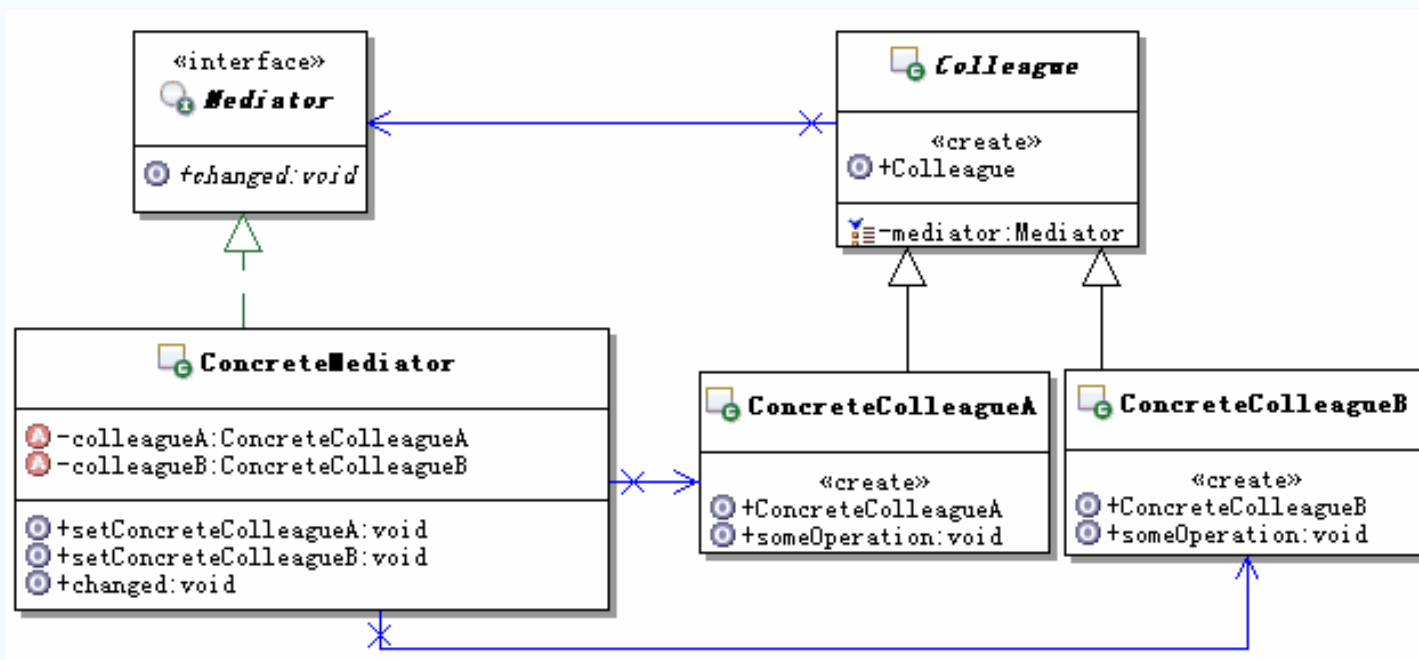 «interface»
Mediator
+changed:void
Colleague
«create»
+Colleague
-mediator:Mediator
ConcreteMediator
-colleagueA:ConcreteColleagueA
-colleagueB:ConcreteColleagueB
+setConcreteColleagueA:void
+setConcreteColleagueB:void
+changed:void
ConcreteColleagueA
«create»
+ConcreteColleagueA
+someOperation:void
ConcreteColleagueB
«create»
+ConcreteColleagueB
+someOperation:void